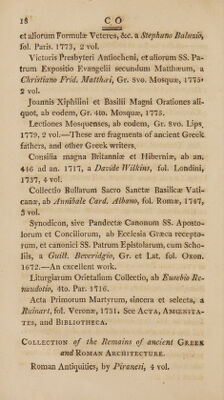 18 C O
et aliorum Formulæ Veteres, &c. a Stephano Balusio,
fol. Paris. 1773, 2 vol.
Victoris Presbyteri Antiocheni, et aliorum SS. Pa-
trum Expositio Evangelii secundum Matthæum, a
Christiano Frid. Matthæi, Gr. 8vo. Mosquæ, 1775.
2 vol.
Joannis Xiphilini et Basilii Magni Orationes ali-
quot, ab eodem, Gr. 4to. Mosquæ, 1775.
Lectiones Mosquenses, ab eodem, Gr. 8vo. Lips.
1779, 2 vol.—These are fragments of ancient Greek
fathers, and other Greek writers.
Consilia magna Britanniæ et Hiberniæ, ab an.
446 ad an. 1717, a Davide Wilkins, fol. Londini,
1737, 4 vol.
Collectio Bullarum Sacro Sanctæ Basilicæ Vati-
canæ, ab Annibale Card. Albano, fol. Romæ, 1747,
3 vol.
Synodicon, sive Pandectæ Canonum SS. Aposto-
lorum et Conciliorum, ab Ecclesia Græca recepto-
rum, et canonici SS. Patrum Epistolarum, cum Scho-
liis, a Guill. Beveridgio, Gr. et Lat. fol. Oxon.
1672.—An excellent work.
Liturgiarum Orietalium Collectio, ab Eusebio Re-
naudotio, 4to. Par. 1716.
Acta Primorum Martyrum, sincera et selecta, a
Ruinart, fol. Veronæ, 1731. See ACTA, AMŒNITA-
TES, and BIBLIOTHECA.
COLLECTION of the Remains of ancient GREEK
and ROMAN ARCHITECTURE.
Roman Antiquities, by Piraneri, 4 vol.